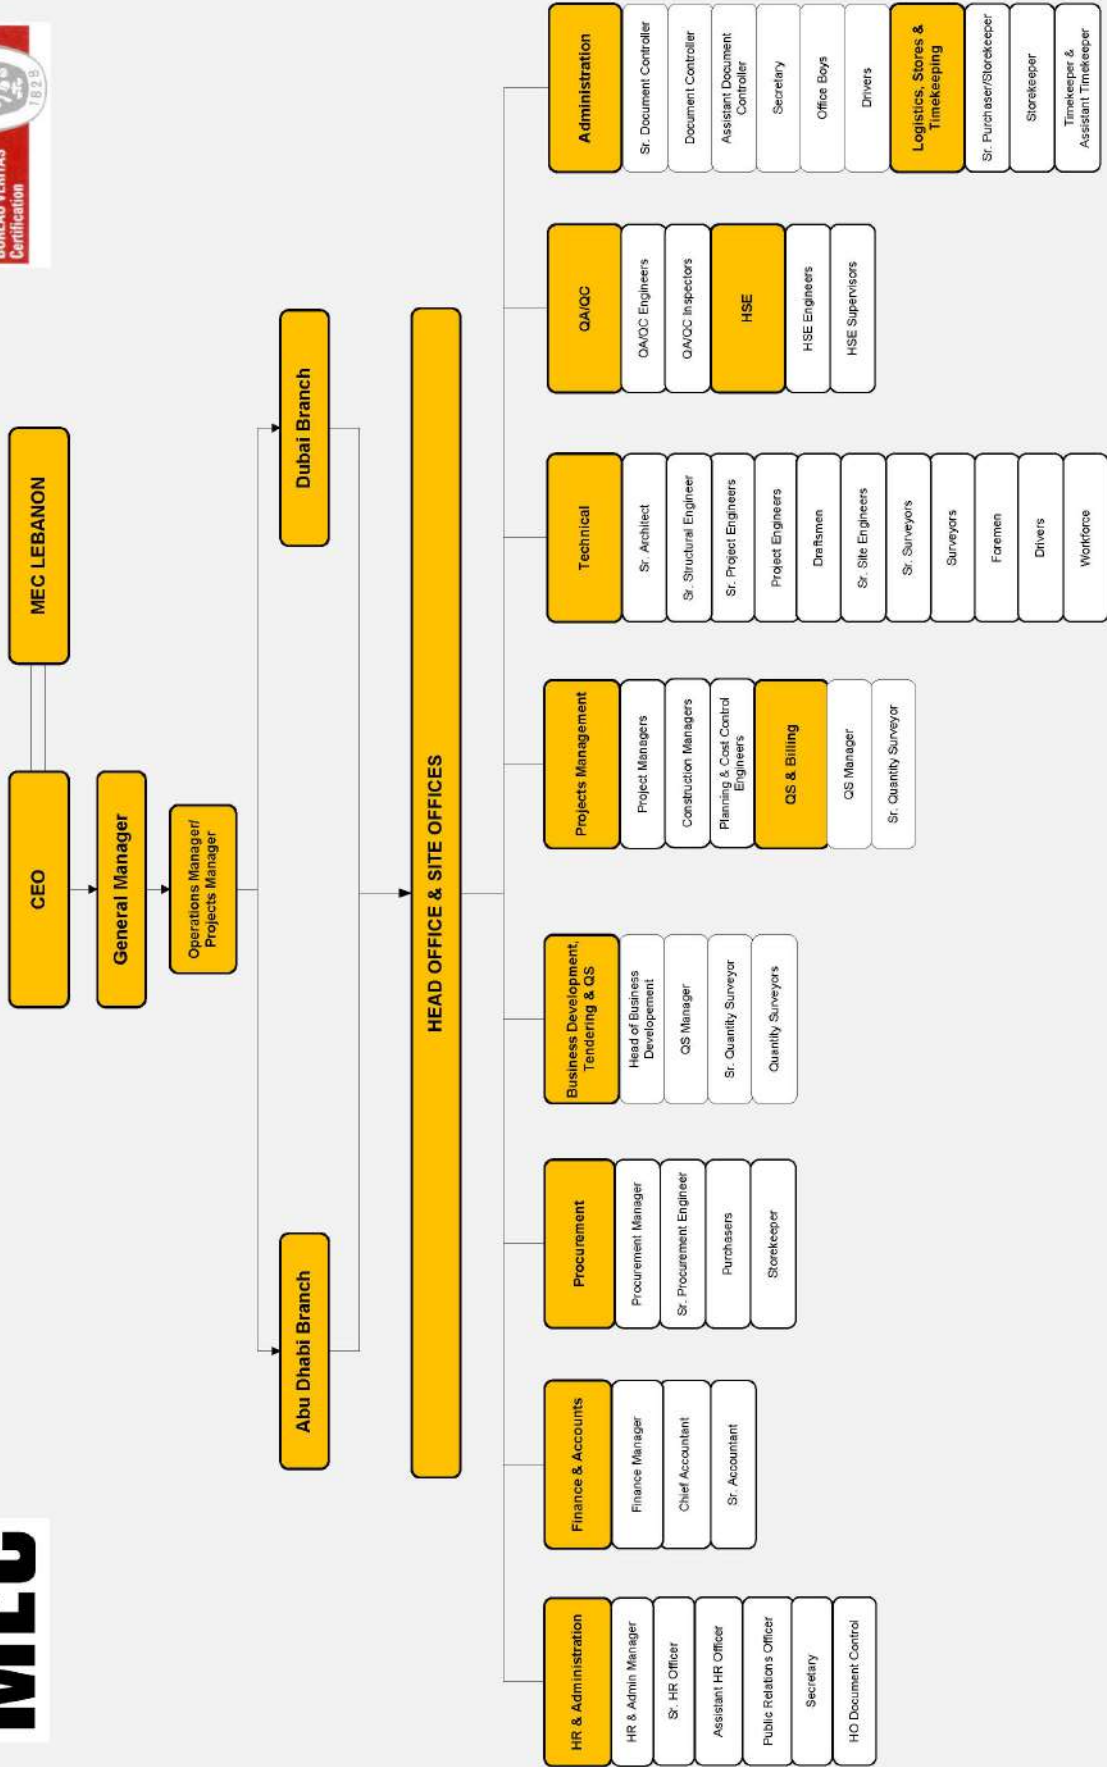 MEC
BUREAU VERITAS
Certification
1828
CEO
MEC LEBANON
General Manager
Operations Manager/
Projects Manager
Abu Dhabi Branch
Dubai Branch
HEAD OFFICE & SITE OFFICES
HR & Administration
HR & Admin Manager
Sr. HR Officer
Assistant HR Officer
Public Relations Officer
Secretary
HO Document Control
Finance & Accounts
Finance Manager
Chief Accountant
Sr. Accountant
Procurement
Procurement Manager
Sr. Procurement Engineer
Purchasers
Storekeeper
Business Development,
Tendering & QS
Head of Business
Developement
QS Manager
Sr. Quantity Surveyor
Quantity Surveyors
Projects Management
Project Managers
Construction Managers
Planning & Cost Control
Engineers
QS & Billing
QS Manager
Sr. Quantity Surveyor
Technical
Sr. Architect
Sr. Structural Engineer
Sr. Project Engineers
Project Engineers
Draftsmen
Sr. Site Engineers
Sr. Surveyors
Surveyors
Foremen
Drivers
Workforce
QA/QC
QA/QC Engineers
QA/QC Inspectors
HSE
HSE Engineers
HSE Supervisors
Administration
Sr. Document Controller
Document Controller
Assistant Document
Controller
Secretary
Office Boys
Drivers
Logistics, Stores &
Timekeeping
Sr. Purchaser/Storekeeper
Storekeeper
Timekeeper &
Assistant Timekeeper